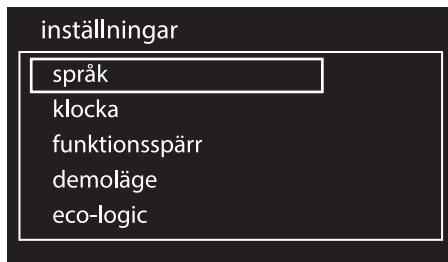 inställningar
språk
klocka
funktionsspärr
demoläge
eco-logic